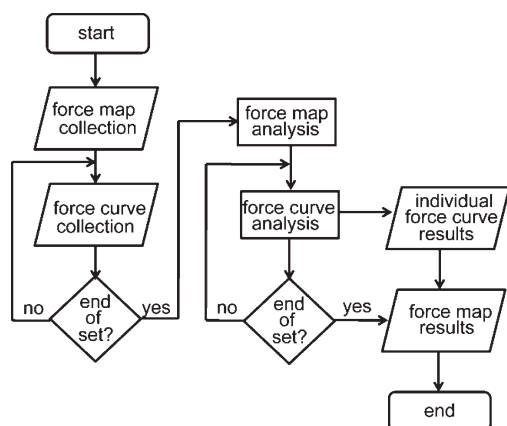 start
force map
collection
force curve
collection
no
end
of
set?
yes
force map
analysis
force curve
analysis
no
end
of
set?
yes
individual
force curve
results
force map
results
end